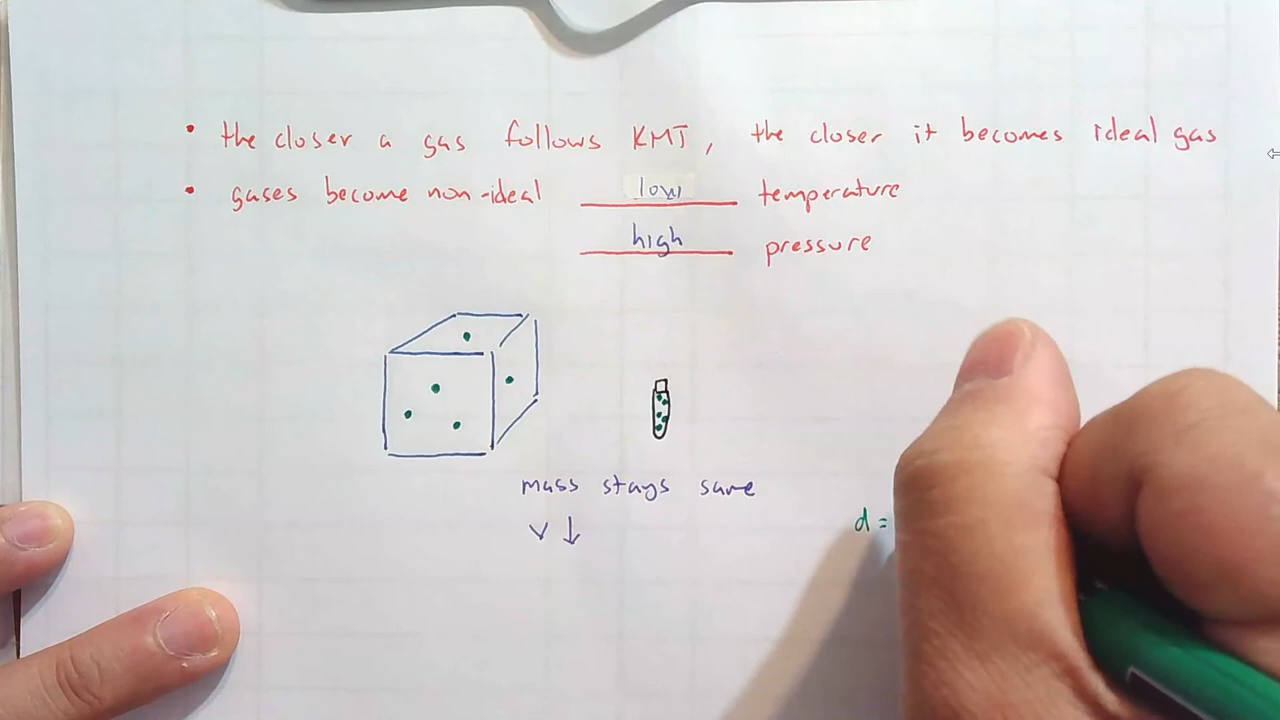 • the closer a gas follows KMT, the closer it becomes ideal gas
• gases become non-ideal low temperature
high pressure
mass stays same
V ↓
d =